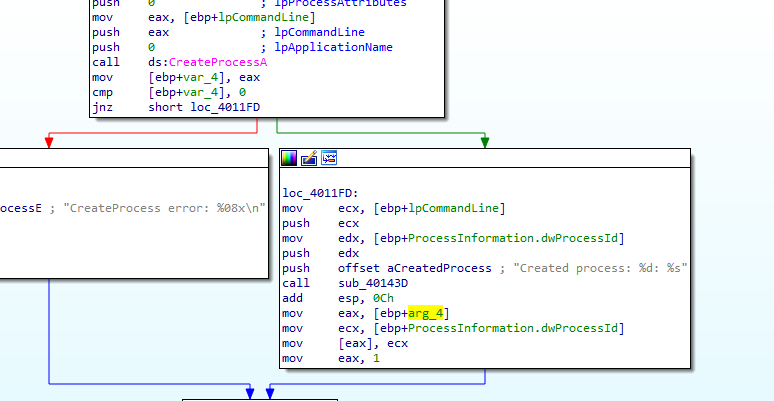 push 0 ; lpProcessAttributes
mov eax, [ebp+lpCommandLine]
push eax ; lpCommandLine
push 0 ; lpApplicationName
call ds:CreateProcessA
mov [ebp+var_4], eax
cmp [ebp+var_4], 0
jnz short loc_4011FD
ocessE ; "CreateProcess error: %08x\n"
loc_4011FD:
mov ecx, [ebp+lpCommandLine]
push ecx
mov edx, [ebp+ProcessInformation.dwProcessId]
push edx
push offset aCreatedProcess ; "Created process: %d: %s"
call sub_40143D
add esp, 0Ch
mov eax, [ebp+arg_4]
mov ecx, [ebp+ProcessInformation.dwProcessId]
mov [eax], ecx
mov eax, 1